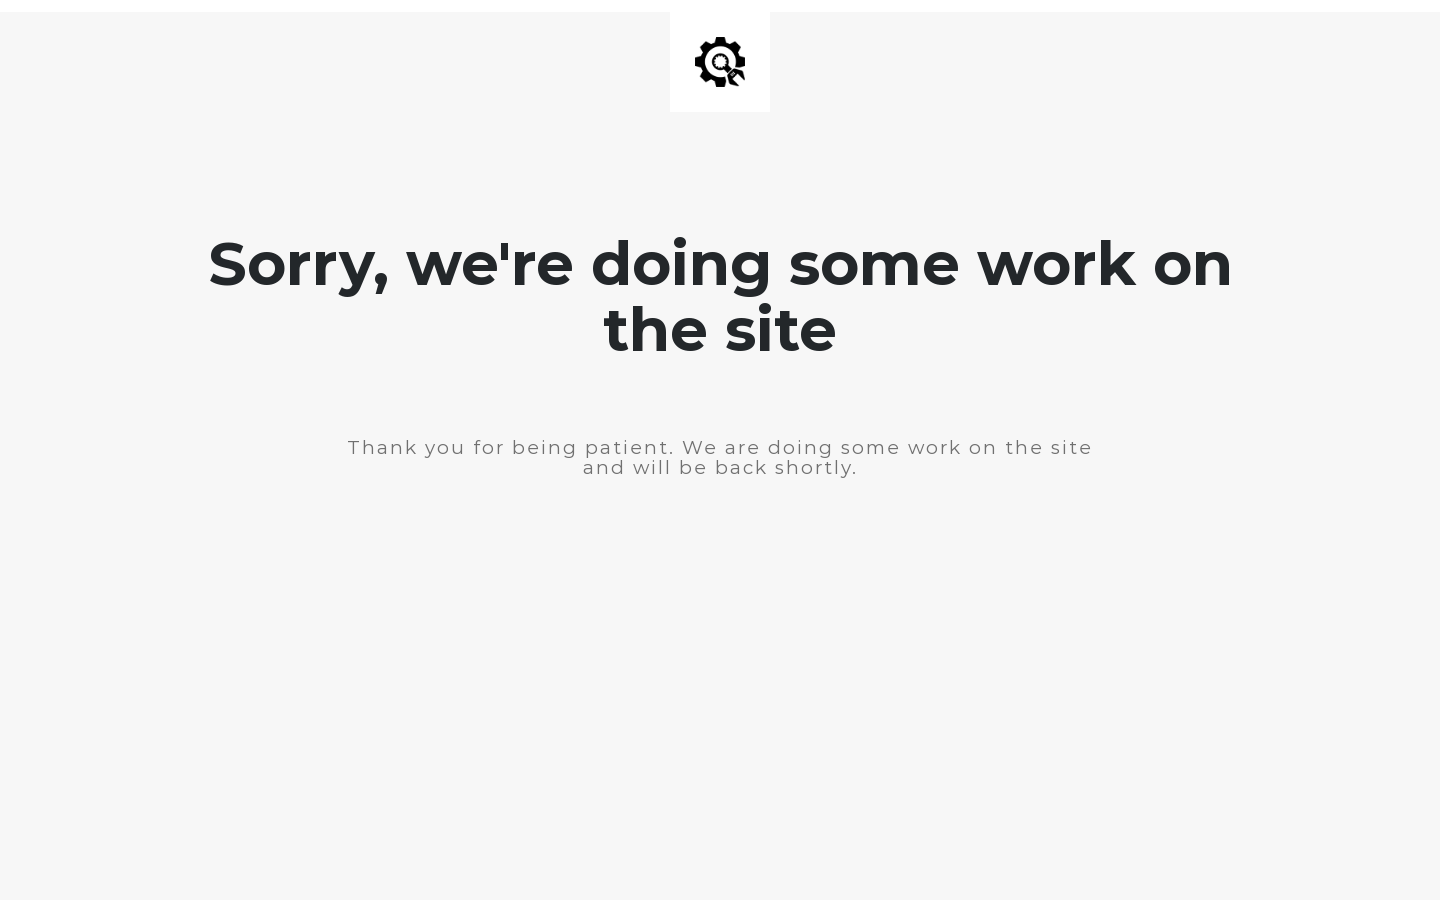 Sorry, we're doing some work on
the site
Thank you for being patient. We are doing some work on the site
and will be back shortly.